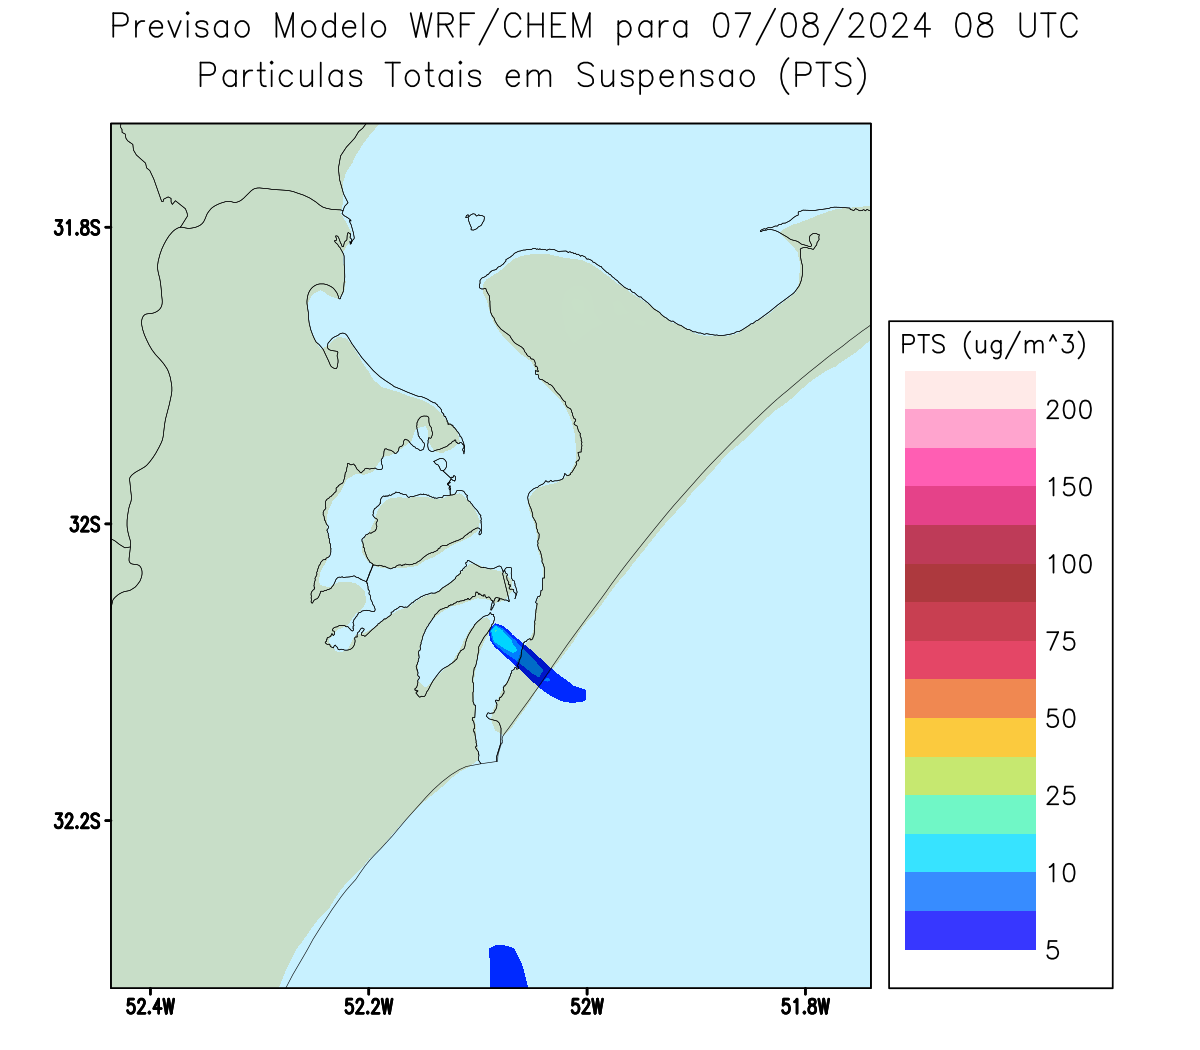 Previsao Modelo WRF/CHEM para 07/08/2024 08 UTC
Particulas Totais em Suspensao (PTS)
31.8S
32S
32.2S
52.4W
52.2W
52W
51.8W
PTS (ug/m^3)
200
150
100
75
50
25
10
5